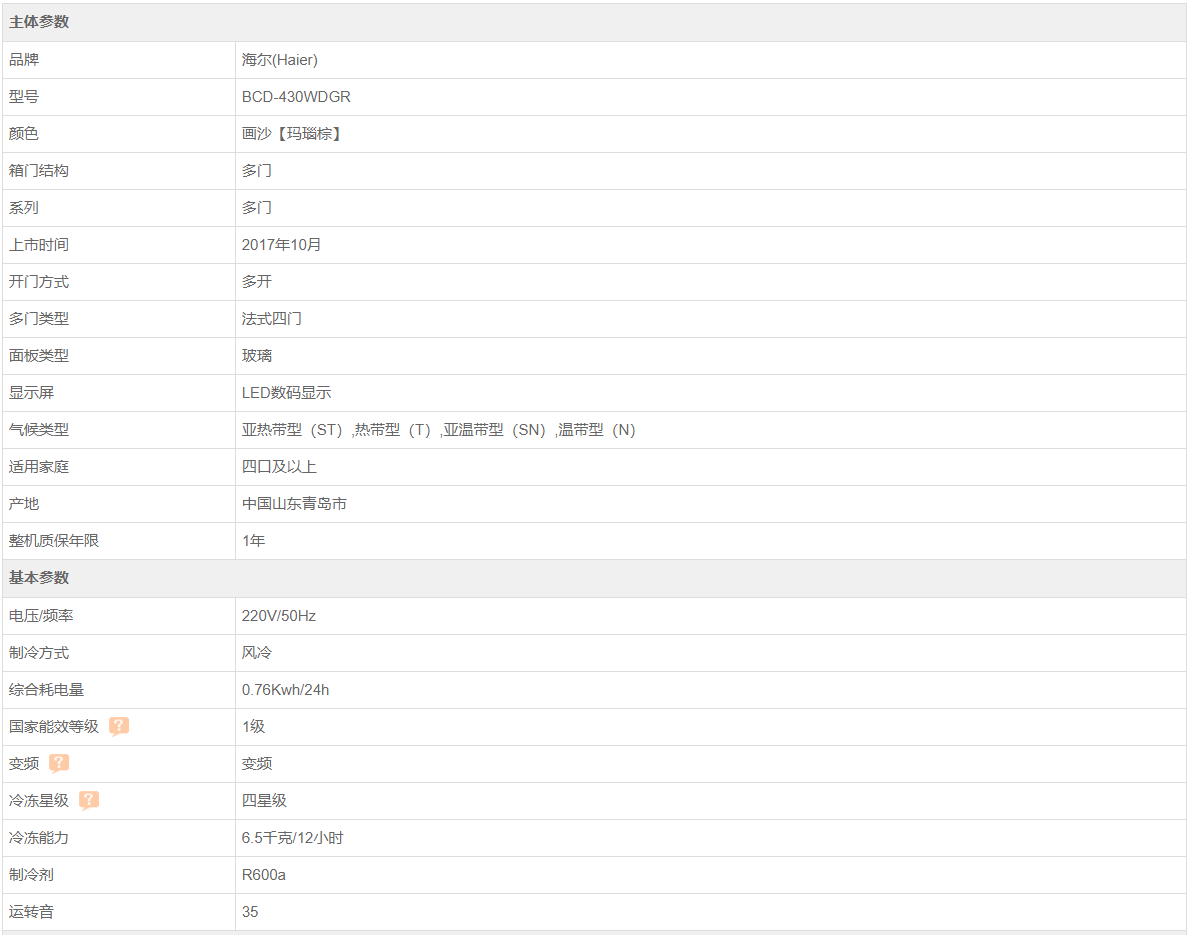 主体参数
品牌 海尔(Haier)
型号 BCD-430WDGR
颜色 画沙【玛瑙棕】
箱门结构 多门
系列 多门
上市时间 2017年10月
开门方式 多开
多门类型 法式四门
面板类型 玻璃
显示屏 LED数码显示
气候类型 亚热带型（ST）,热带型（T）,亚温带型（SN）,温带型（N）
适用家庭 四口及以上
产地 中国山东青岛市
整机质保年限 1年
基本参数
电压/频率 220V/50Hz
制冷方式 风冷
综合耗电量 0.76Kwh/24h
国家能效等级 ? 1级
变频 ? 变频
冷冻星级 ? 四星级
冷冻能力 6.5千克/12小时
制冷剂 R600a
运转音 35